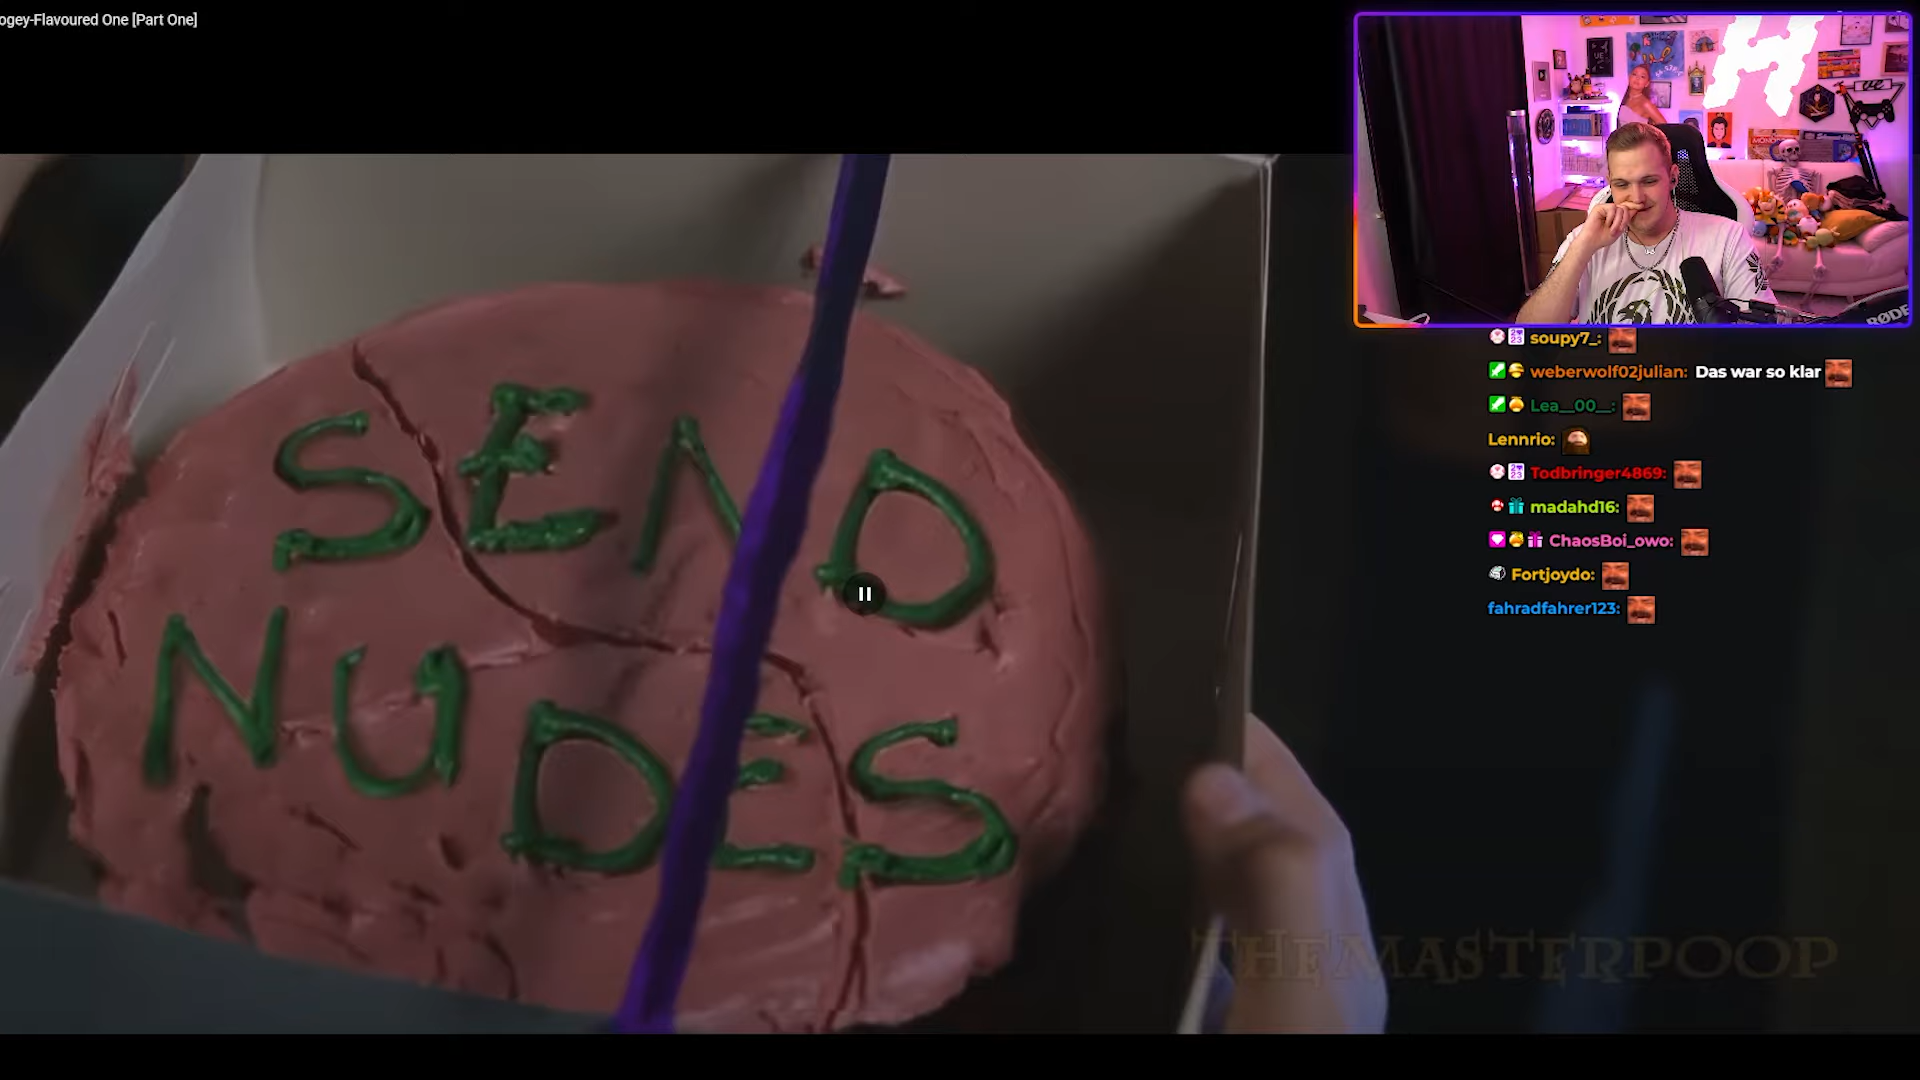 ogey-Flavoured One [Part One]
SEND
NUDES
soupy7_:
weberwolf02julian: Das war so klar
Lea__00__:
Lennrio:
Todbringer4869:
madahd16:
ChaosBoi_owo:
Fortjoydo:
fahradfahrer123:
RØDE
THEMASTERPOOP